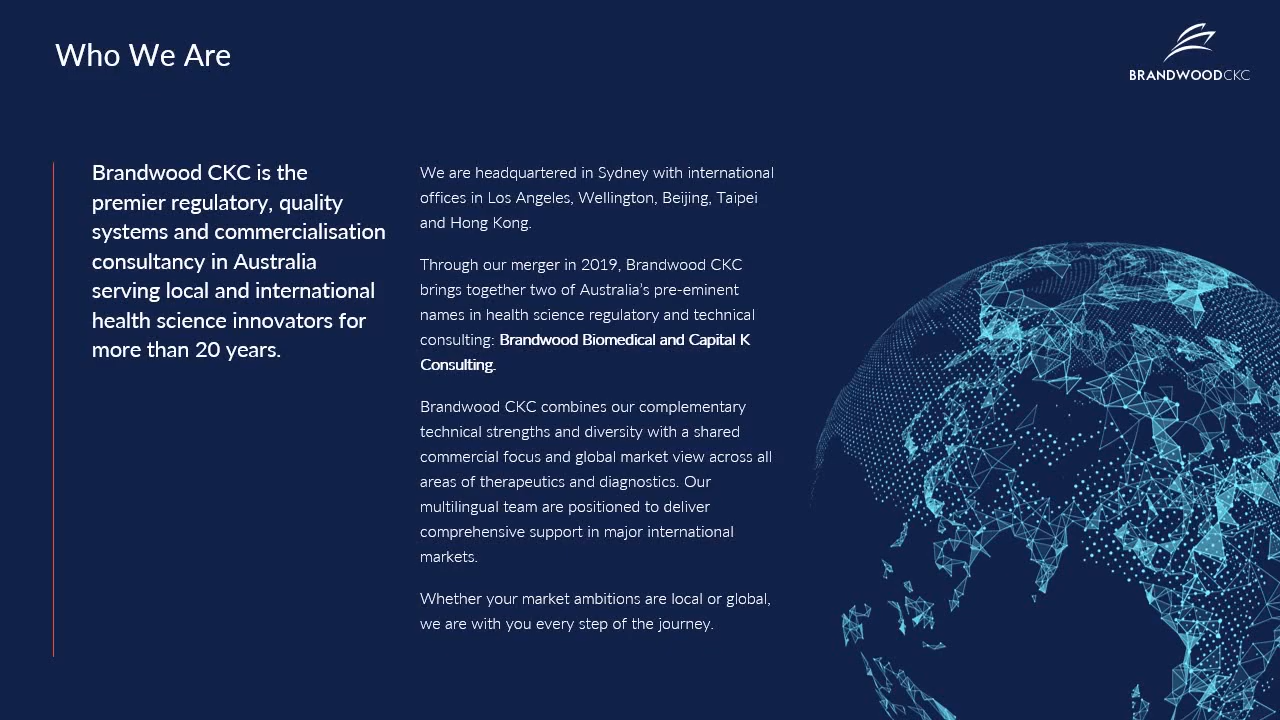 Who We Are
BRANDWOODCKC
Brandwood CKC is the
premier regulatory, quality
systems and commercialisation
consultancy in Australia
serving local and international
health science innovators for
more than 20 years.
We are headquartered in Sydney with international
offices in Los Angeles, Wellington, Beijing, Taipei
and Hong Kong.
Through our merger in 2019, Brandwood CKC
brings together two of Australia's pre-eminent
names in health science regulatory and technical
consulting: Brandwood Biomedical and Capital K
Consulting.
Brandwood CKC combines our complementary
technical strengths and diversity with a shared
commercial focus and global market view across all
areas of therapeutics and diagnostics. Our
multilingual team are positioned to deliver
comprehensive support in major international
markets.
Whether your market ambitions are local or global,
we are with you every step of the journey.